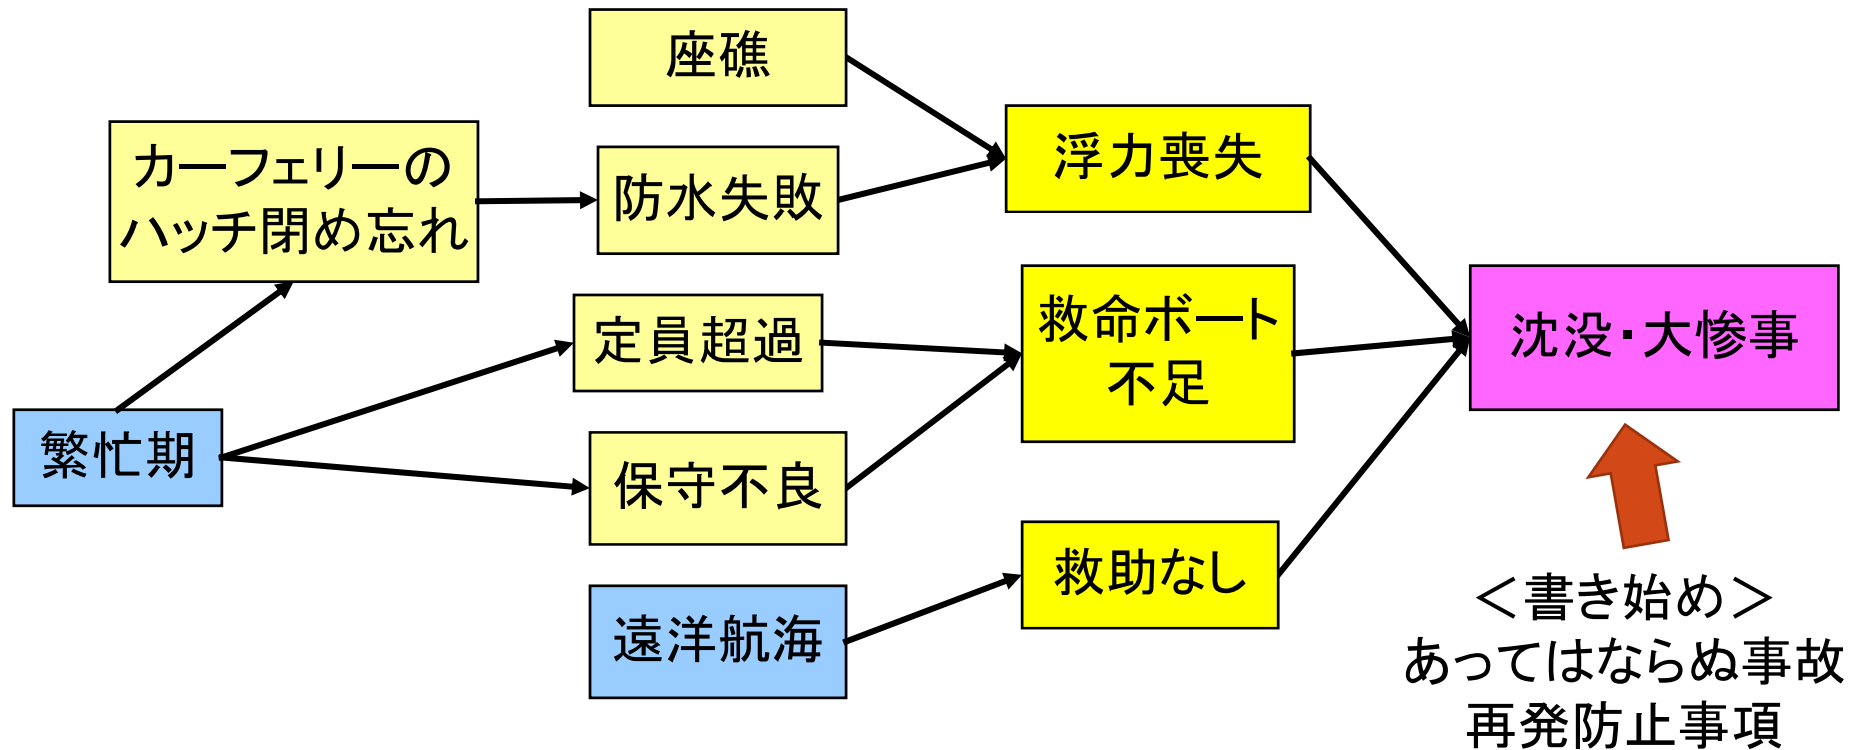 座礁
カーフェリーの
ハッチ閉め忘れ
防水失敗
浮力喪失
定員超過
救命ボート
不足
沈没・大惨事
繁忙期
保守不良
救助なし
遠洋航海
＜書き始め＞
あってはならぬ事故
再発防止事項